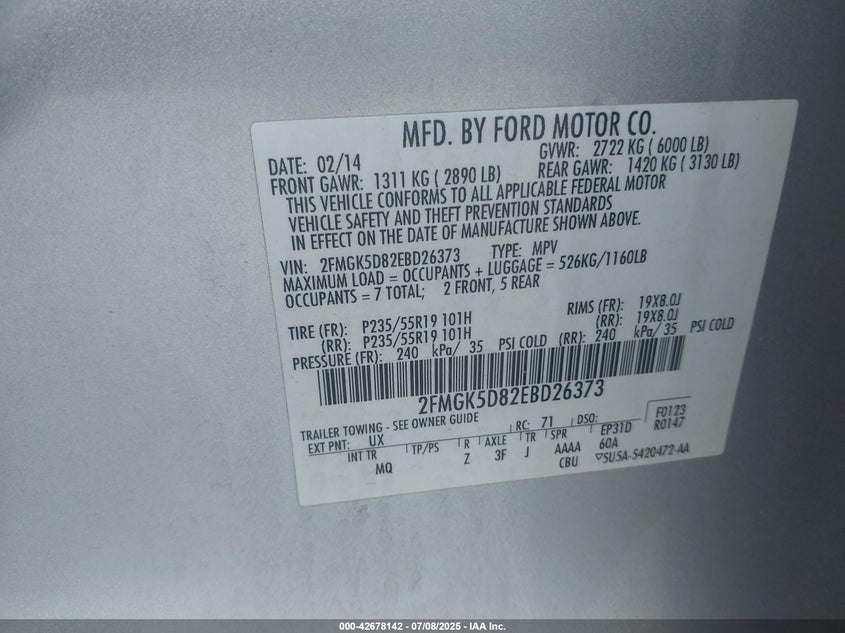 MFD. BY FORD MOTOR CO.
DATE: 02/14 GVWR: 2722 KG ( 6000 LB)
FRONT GAWR: 1311 KG ( 2890 LB) REAR GAWR: 1420 KG ( 3130 LB)
THIS VEHICLE CONFORMS TO ALL APPLICABLE FEDERAL MOTOR
VEHICLE SAFETY AND THEFT PREVENTION STANDARDS
IN EFFECT ON THE DATE OF MANUFACTURE SHOWN ABOVE.
VIN: 2FMGK5D82EBD26373 TYPE: MPV
MAXIMUM LOAD = OCCUPANTS + LUGGAGE = 526KG/1160LB
OCCUPANTS = 7 TOTAL; 2 FRONT, 5 REAR
TIRE (FR): P235/55R19 101H RIMS (FR): 19X8.0J
(RR): P235/55R19 101H (RR): 19X8.0J
PRESSURE (FR): 240 kPa/ 35 PSI COLD (RR): 240 kPa/ 35 PSI COLD
2FMGK5D82EBD26373
TRAILER TOWING - SEE OWNER GUIDE RC: 71 DSO: F0123
EXT PNT: UX EP31D R0147
INT TR TP/PS R AXLE TR SPR 60A
MQ Z 3F J AAAA
CBU 5U5A-5420472-AA
000-42678142 - 07/08/2025 - IAA Inc.